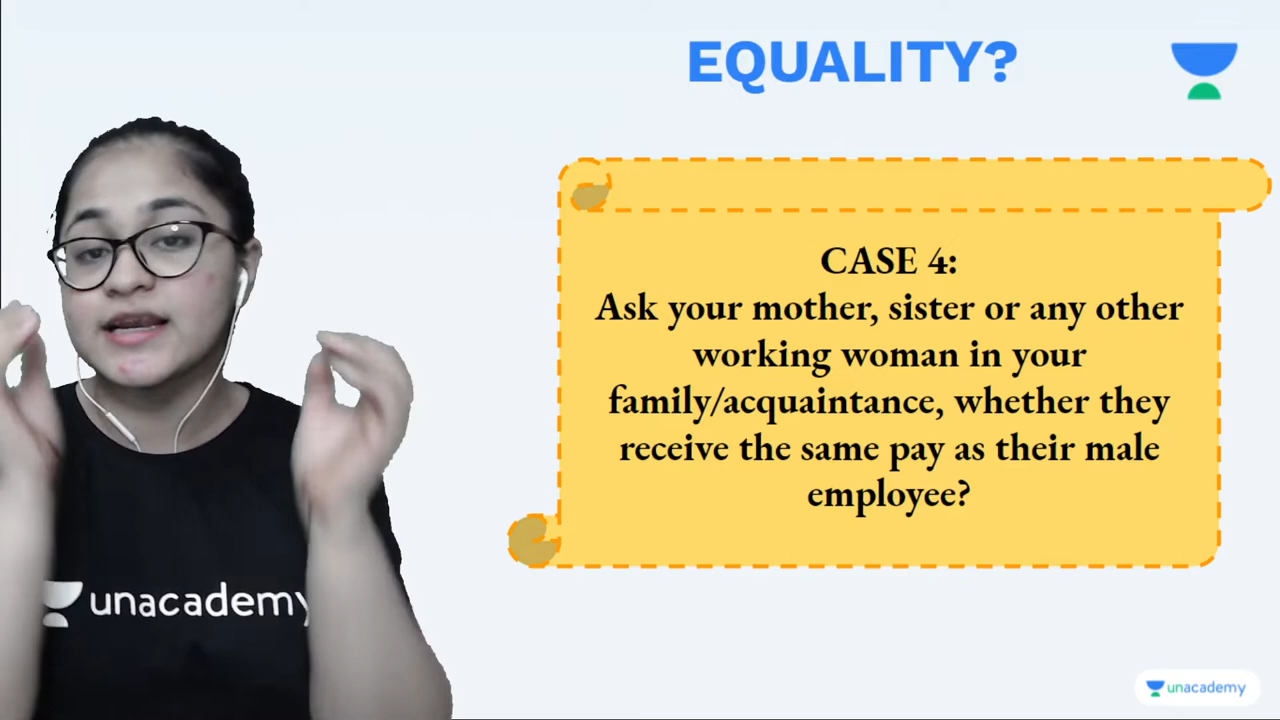 EQUALITY?
CASE 4:
Ask your mother, sister or any other
working woman in your
family/acquaintance, whether they
receive the same pay as their male
employee?
unacademy
unacademy